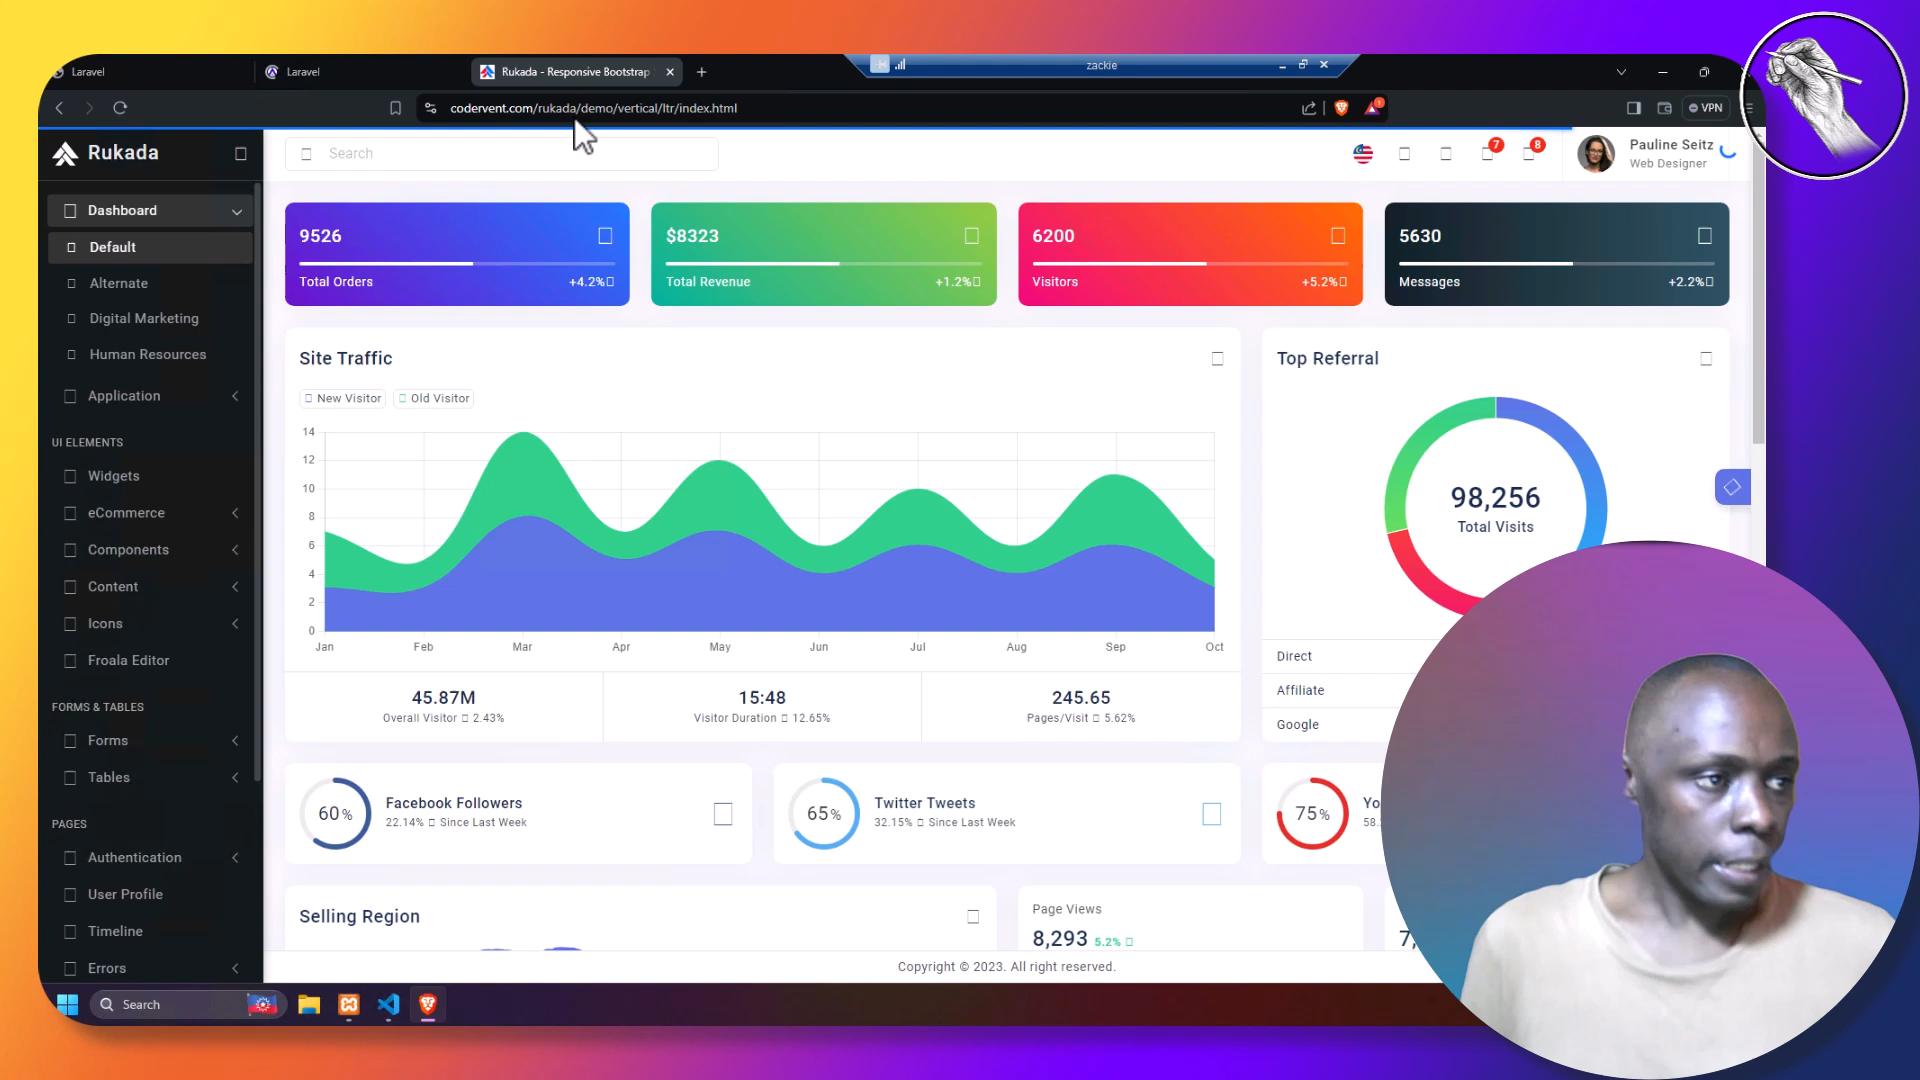 Laravel
Laravel
Rukada - Responsive Bootstrap
zackie
codervent.com/rukada/demo/vertical/ltr/index.html
1
VPN
Rukada
Search
7
8
Pauline Seitz
Web Designer
Dashboard
Default
Alternate
Digital Marketing
Human Resources
Application
UI ELEMENTS
Widgets
eCommerce
Components
Content
Icons
Froala Editor
FORMS & TABLES
Forms
Tables
PAGES
Authentication
User Profile
Timeline
Errors
9526
Total Orders +4.2%
$8323
Total Revenue +1.2%
6200
Visitors +5.2%
5630
Messages +2.2%
Site Traffic
New Visitor Old Visitor
14
12
10
8
6
4
2
0
Jan Feb Mar Apr May Jun Jul Aug Sep Oct
45.87M
Overall Visitor 2.43%
15:48
Visitor Duration 12.65%
245.65
Pages/Visit 5.62%
Top Referral
98,256
Total Visits
Direct
Affiliate
Google
60%
Facebook Followers
22.14% Since Last Week
65%
Twitter Tweets
32.15% Since Last Week
75%
Yo
58.
Selling Region
Page Views
8,293 5.2%
7,
Copyright © 2023. All right reserved.
Search